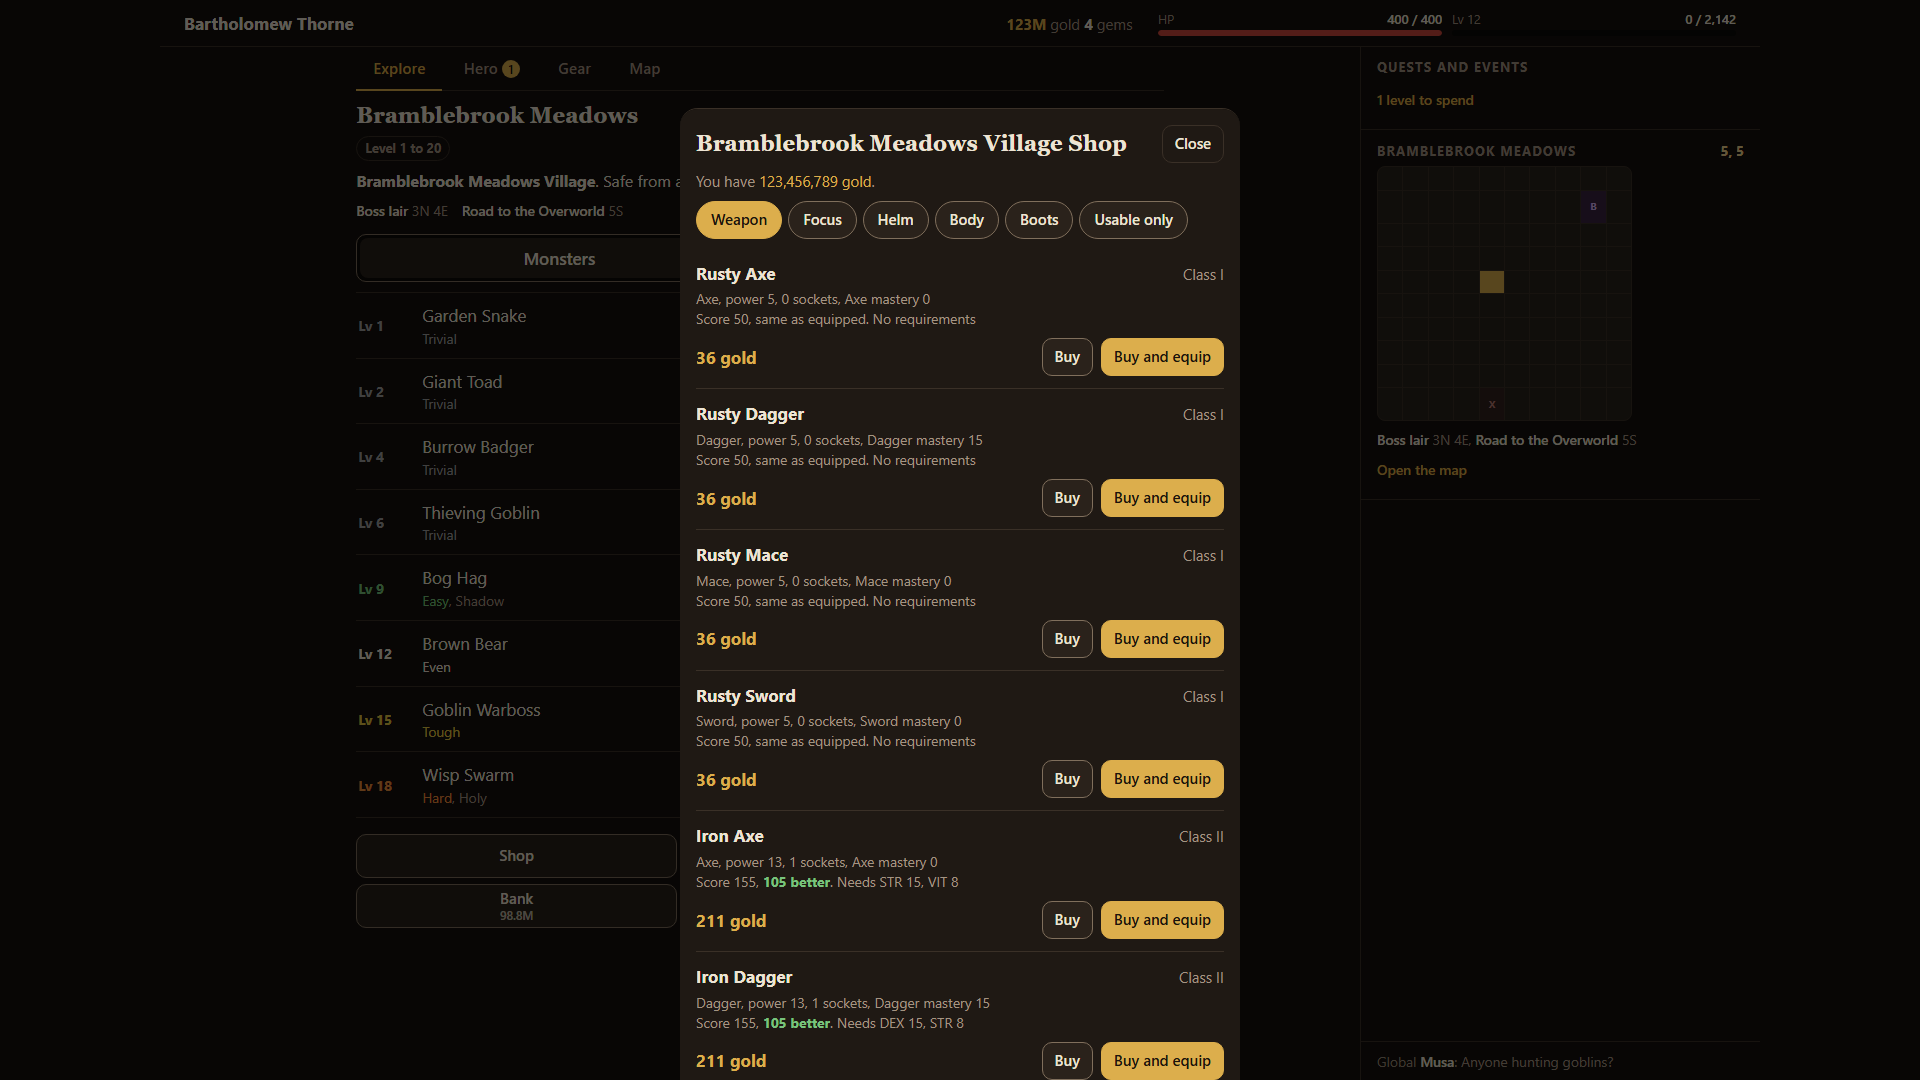 Bartholomew Thorne
123M gold 4 gems
HP 400 / 400
Lv 12 0 / 2,142
Explore
Hero 1
Gear
Map
Bramblebrook Meadows
Level 1 to 20
Bramblebrook Meadows Village. Safe from a
Boss lair 3N 4E Road to the Overworld 5S
Monsters
Lv 1 Garden Snake
Trivial
Lv 2 Giant Toad
Trivial
Lv 4 Burrow Badger
Trivial
Lv 6 Thieving Goblin
Trivial
Lv 9 Bog Hag
Easy, Shadow
Lv 12 Brown Bear
Even
Lv 15 Goblin Warboss
Tough
Lv 18 Wisp Swarm
Hard, Holy
Shop
Bank
98.8M
Bramblebrook Meadows Village Shop
Close
You have 123,456,789 gold.
Weapon Focus Helm Body Boots Usable only
Rusty Axe Class I
Axe, power 5, 0 sockets, Axe mastery 0
Score 50, same as equipped. No requirements
36 gold Buy Buy and equip
Rusty Dagger Class I
Dagger, power 5, 0 sockets, Dagger mastery 15
Score 50, same as equipped. No requirements
36 gold Buy Buy and equip
Rusty Mace Class I
Mace, power 5, 0 sockets, Mace mastery 0
Score 50, same as equipped. No requirements
36 gold Buy Buy and equip
Rusty Sword Class I
Sword, power 5, 0 sockets, Sword mastery 0
Score 50, same as equipped. No requirements
36 gold Buy Buy and equip
Iron Axe Class II
Axe, power 13, 1 sockets, Axe mastery 0
Score 155, 105 better. Needs STR 15, VIT 8
211 gold Buy Buy and equip
Iron Dagger Class II
Dagger, power 13, 1 sockets, Dagger mastery 15
Score 155, 105 better. Needs DEX 15, STR 8
211 gold Buy Buy and equip
QUESTS AND EVENTS
1 level to spend
BRAMBLEBROOK MEADOWS 5, 5
B
X
Boss lair 3N 4E, Road to the Overworld 5S
Open the map
Global Musa: Anyone hunting goblins?